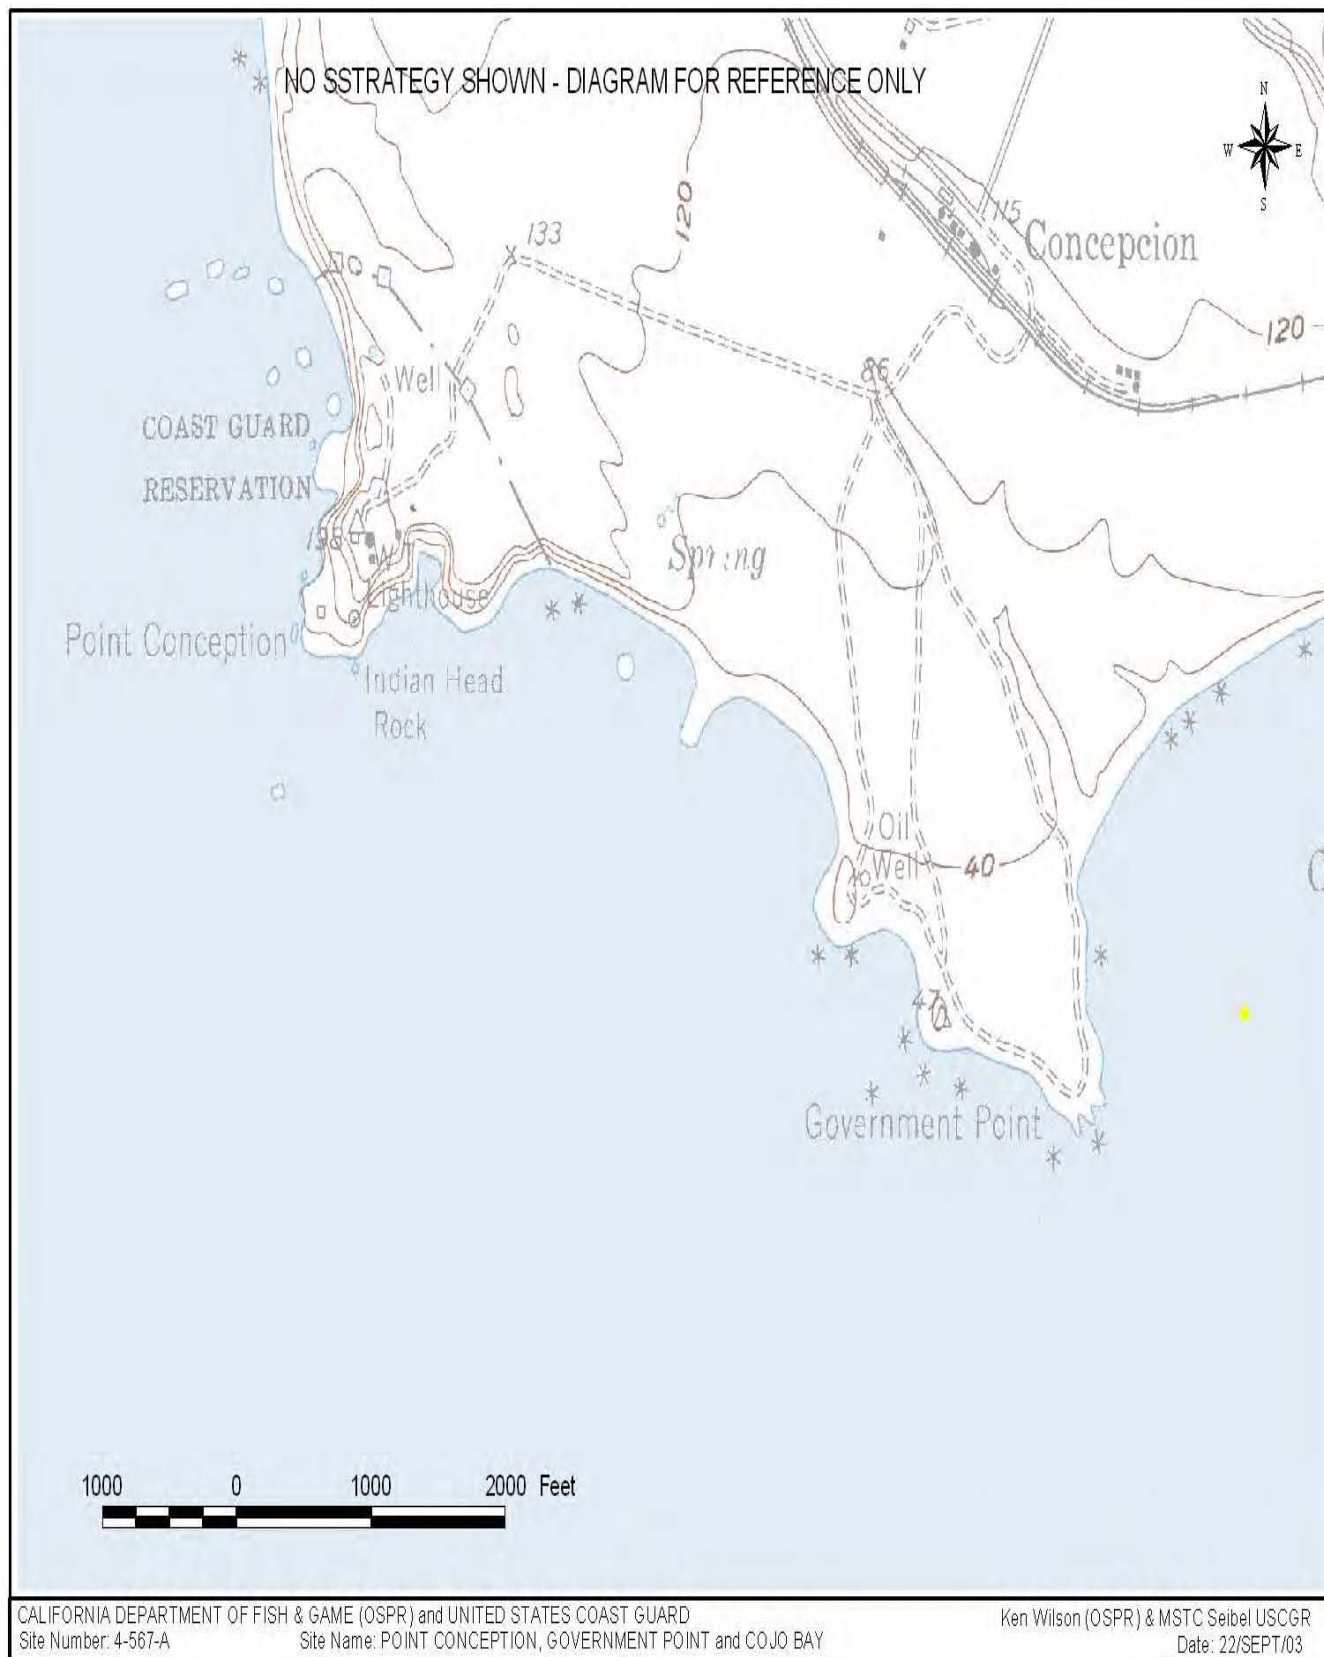 NO SSTRATEGY SHOWN - DIAGRAM FOR REFERENCE ONLY
N
W E
S
133
120
115
Concepcion
120
Well
86
COAST GUARD
RESERVATION
Spring
Lighthouse
Point Conception
Indian Head
Rock
Oil
Well
40
47
Government Point
1000 0 1000 2000 Feet
CALIFORNIA DEPARTMENT OF FISH & GAME (OSPR) and UNITED STATES COAST GUARD
Ken Wilson (OSPR) & MSTC Seibel USCGR
Site Number: 4-567-A
Site Name: POINT CONCEPTION, GOVERNMENT POINT and COJO BAY
Date: 22/SEPT/03